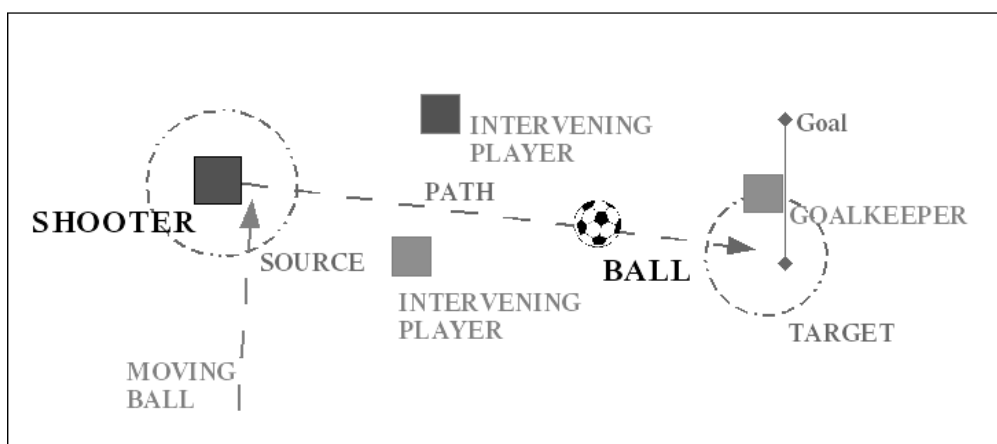 Goal
INTERVENING
PLAYER
PATH
SHOOTER
GOALKEEPER
SOURCE
BALL
INTERVENING
PLAYER
TARGET
MOVING
BALL